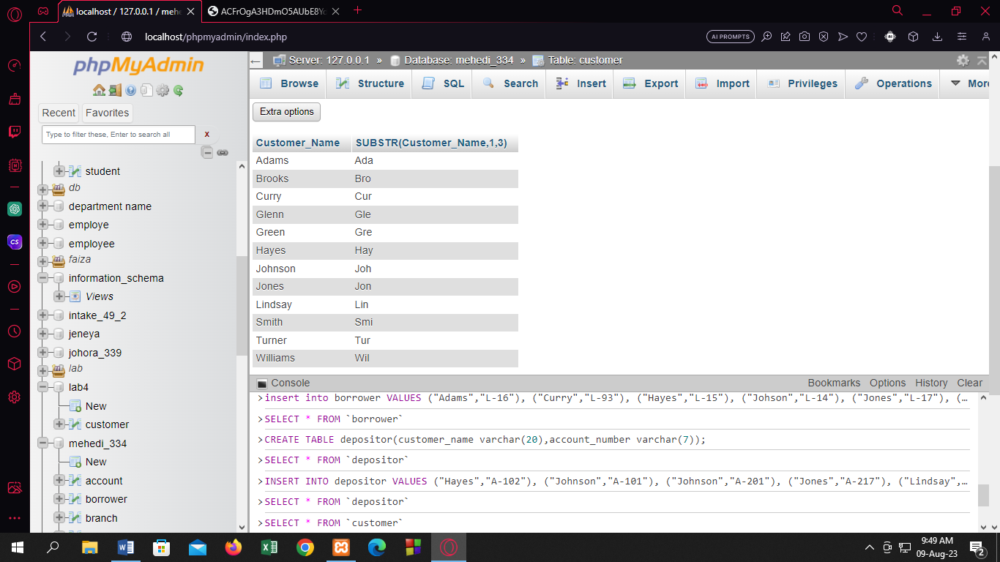 localhost / 127.0.0.1 / mehe
ACFrOgA3HDmO5AUbE8Yc
localhost/phpmyadmin/index.php
AI PROMPTS
phpMyAdmin
Recent Favorites
Type to filter these, Enter to search all X
student
db
department name
employe
employee
faiza
information_schema
Views
intake_49_2
jeneya
johora_339
lab
lab4
New
customer
mehedi_334
New
account
borrower
branch
Server: 127.0.0.1 » Database: mehedi_334 » Table: customer
Browse Structure SQL Search Insert Export Import Privileges Operations More
Extra options
Customer_Name SUBSTR(Customer_Name,1,3)
Adams Ada
Brooks Bro
Curry Cur
Glenn Gle
Green Gre
Hayes Hay
Johnson Joh
Jones Jon
Lindsay Lin
Smith Smi
Turner Tur
Williams Wil
Console Bookmarks Options History Clear
>insert into borrower VALUES ("Adams","L-16"), ("Curry","L-93"), ("Hayes","L-15"), ("Johson","L-14"), ("Jones","L-17"), (…
>SELECT * FROM `borrower`
>CREATE TABLE depositor(customer_name varchar(20),account_number varchar(7));
>SELECT * FROM `depositor`
>INSERT INTO depositor VALUES ("Hayes","A-102"), ("Johnson","A-101"), ("Johnson","A-201"), ("Jones","A-217"), ("Lindsay",…
>SELECT * FROM `depositor`
>SELECT * FROM `customer`
CS
9:49 AM
09-Aug-23
2